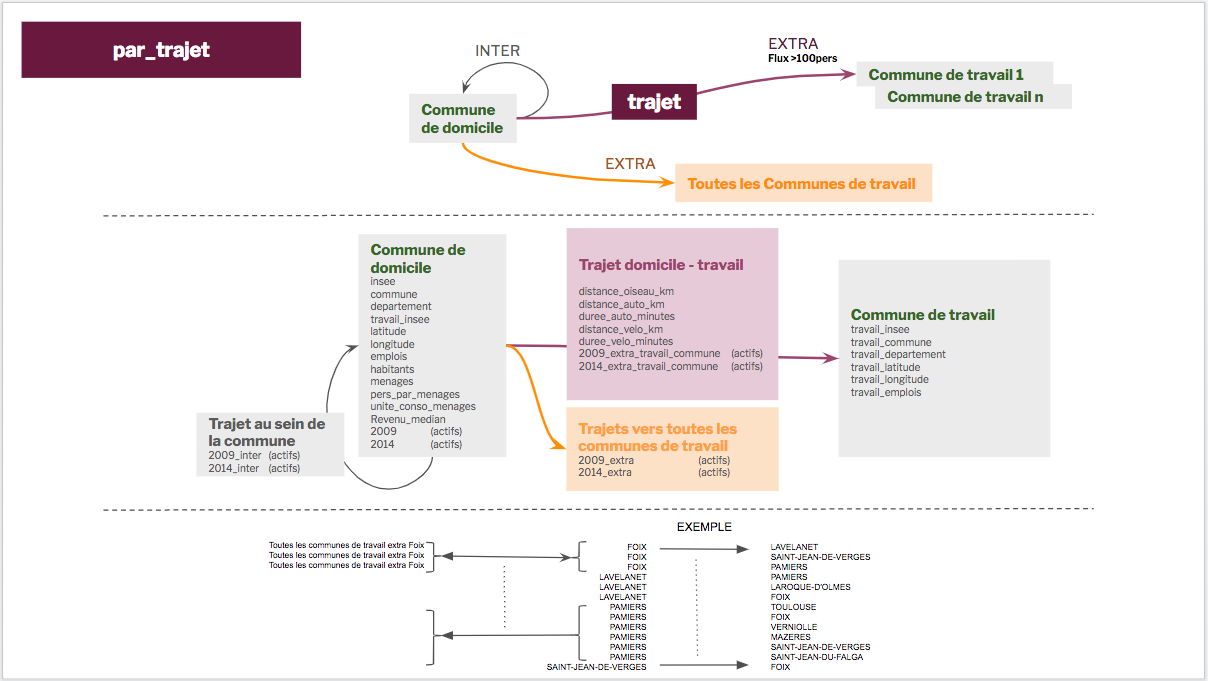 par_trajet
INTER
EXTRA
Flux >100pers
Commune de travail 1
Commune de travail n
trajet
Commune
de domicile
EXTRA
Toutes les Communes de travail
Commune de
domicile
insee
commune
departement
travail_insee
latitude
longitude
emplois
habitants
menages
pers_par_menages
unite_conso_menages
Revenu_median
2009 (actifs)
2014 (actifs)
Trajet au sein de
la commune
2009_inter (actifs)
2014_inter (actifs)
Trajet domicile - travail
distance_oiseau_km
distance_auto_km
duree_auto_minutes
distance_velo_km
duree_velo_minutes
2009_extra_travail_commune (actifs)
2014_extra_travail_commune (actifs)
Trajets vers toutes les
communes de travail
2009_extra (actifs)
2014_extra (actifs)
Commune de travail
travail_insee
travail_commune
travail_departement
travail_latitude
travail_longitude
travail_emplois
EXEMPLE
Toutes les communes de travail extra Foix FOIX LAVELANET
Toutes les communes de travail extra Foix FOIX SAINT-JEAN-DE-VERGES
Toutes les communes de travail extra Foix FOIX PAMIERS
LAVELANET PAMIERS
LAVELANET LAROQUE-D'OLMES
LAVELANET FOIX
PAMIERS TOULOUSE
PAMIERS FOIX
PAMIERS VERNIOLLE
PAMIERS MAZERES
PAMIERS SAINT-JEAN-DE-VERGES
PAMIERS SAINT-JEAN-DU-FALGA
SAINT-JEAN-DE-VERGES FOIX